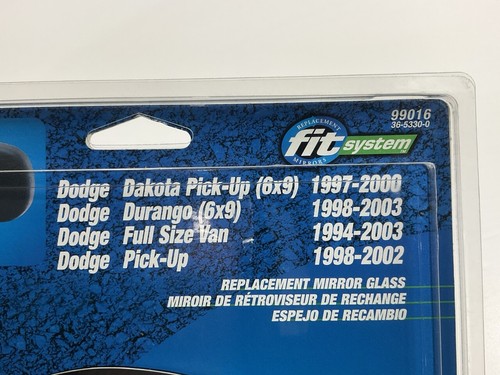 99016
36-5330-0
REPLACEMENT
fit system
MIRRORS
Dodge Dakota Pick-Up (6x9) 1997-2000
Dodge Durango (6x9) 1998-2003
Dodge Full Size Van 1994-2003
Dodge Pick-Up 1998-2002
REPLACEMENT MIRROR GLASS
MIROIR DE RÉTROVISEUR DE RECHANGE
ESPEJO DE RECAMBIO